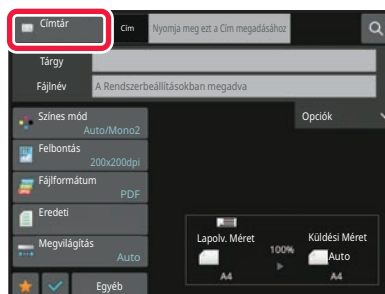 Címtár
Cím
Nyomja meg ezt a Cím megadásához
Tárgy
Fájlnév
A Rendszerbeállításokban megadva
Színes mód
Auto/Mono2
Opciók
Felbontás
200x200dpi
Fájlformátum
PDF
Eredeti
Megvilágítás
Auto
Egyéb
Lapolv. Méret
100%
Küldési Méret
Auto
A4
A4